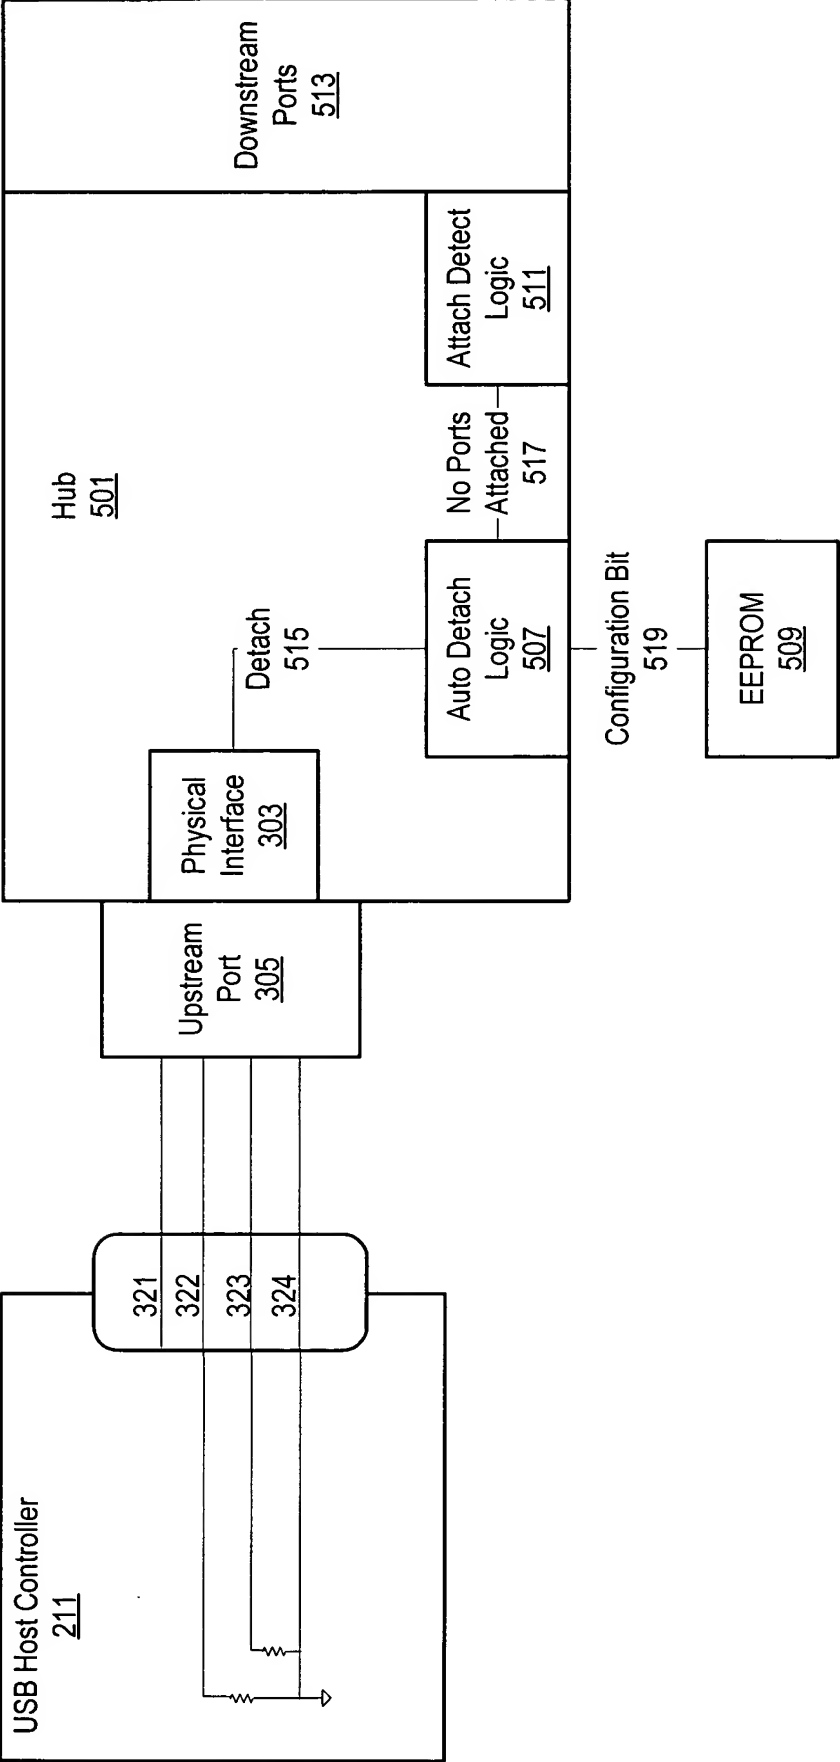 USB Host Controller
211
321
322
323
324
Upstream
Port
305
Physical
Interface
303
Detach
515
Hub
501
Auto Detach
Logic
507
No Ports
Attached
517
Attach Detect
Logic
511
Downstream
Ports
513
Configuration Bit
519
EEPROM
509